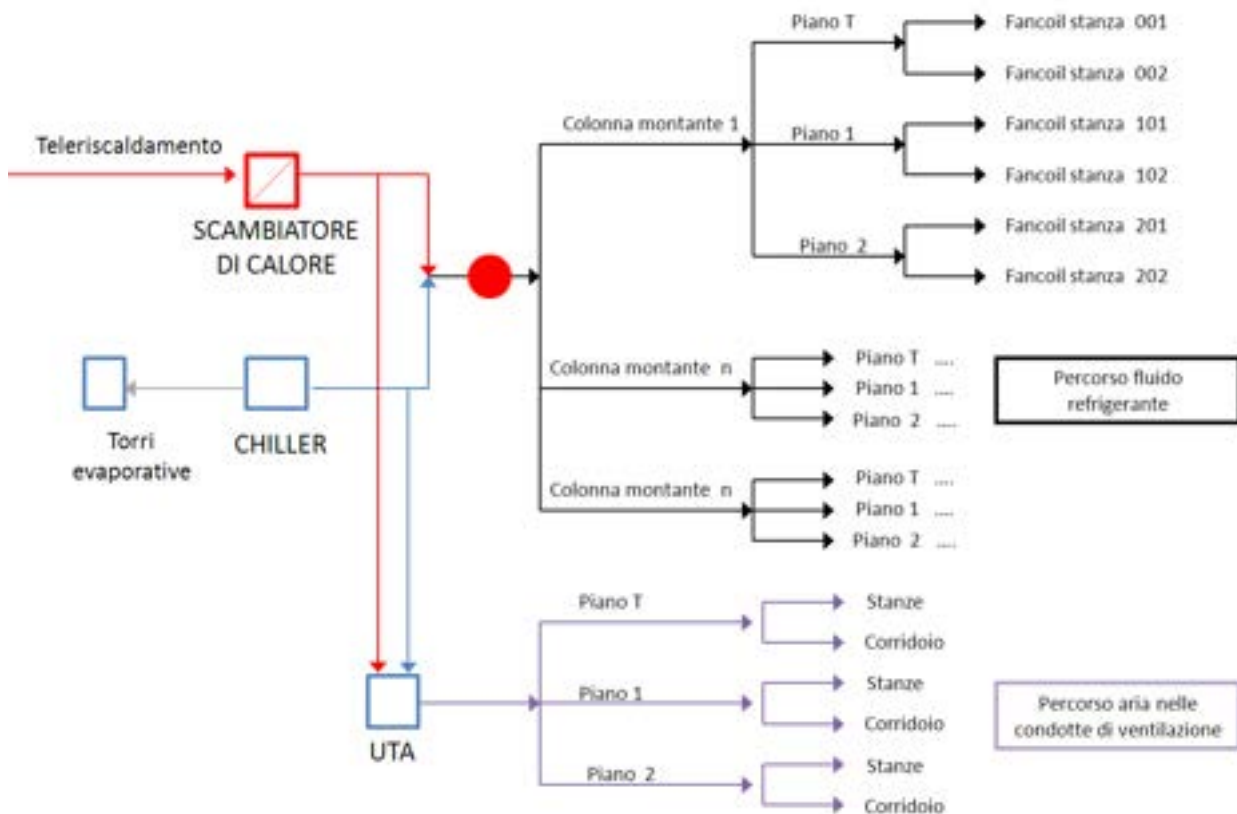 Piano T
Fancoil stanza 001
Fancoil stanza 002
Teleriscaldamento
Colonna montante 1
Piano 1
Fancoil stanza 101
Fancoil stanza 102
SCAMBIATORE
DI CALORE
Piano 2
Fancoil stanza 201
Fancoil stanza 202
Torri
evaporative
CHILLER
Colonna montante n
Piano T ....
Piano 1 ....
Piano 2 ....
Percorso fluido
refrigerante
Colonna montante n
Piano T ....
Piano 1 ....
Piano 2 ....
UTA
Piano T
Stanze
Corridoio
Piano 1
Stanze
Corridoio
Percorso aria nelle
condotte di ventilazione
Piano 2
Stanze
Corridoio